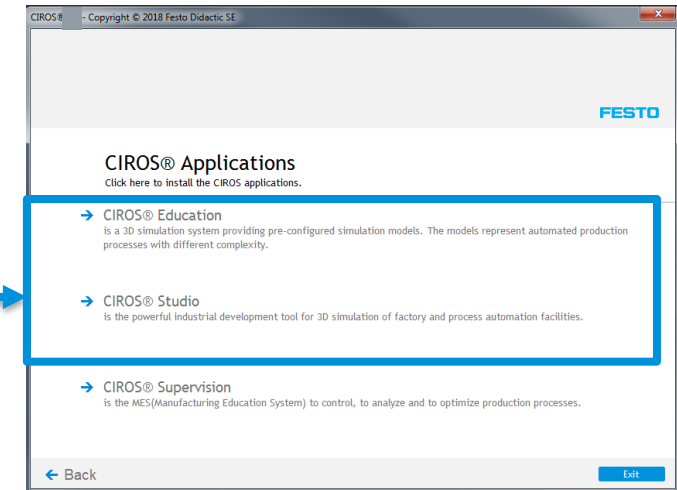 CIROS® - Copyright © 2018 Festo Didactic SE
FESTO
CIROS® Applications
Click here to install the CIROS applications.
CIROS® Education
is a 3D simulation system providing pre-configured simulation models. The models represent automated production
processes with different complexity.
CIROS® Studio
is the powerful industrial development tool for 3D simulation of factory and process automation facilities.
CIROS® Supervision
is the MES(Manufacturing Education System) to control, to analyze and to optimize production processes.
Back
Exit